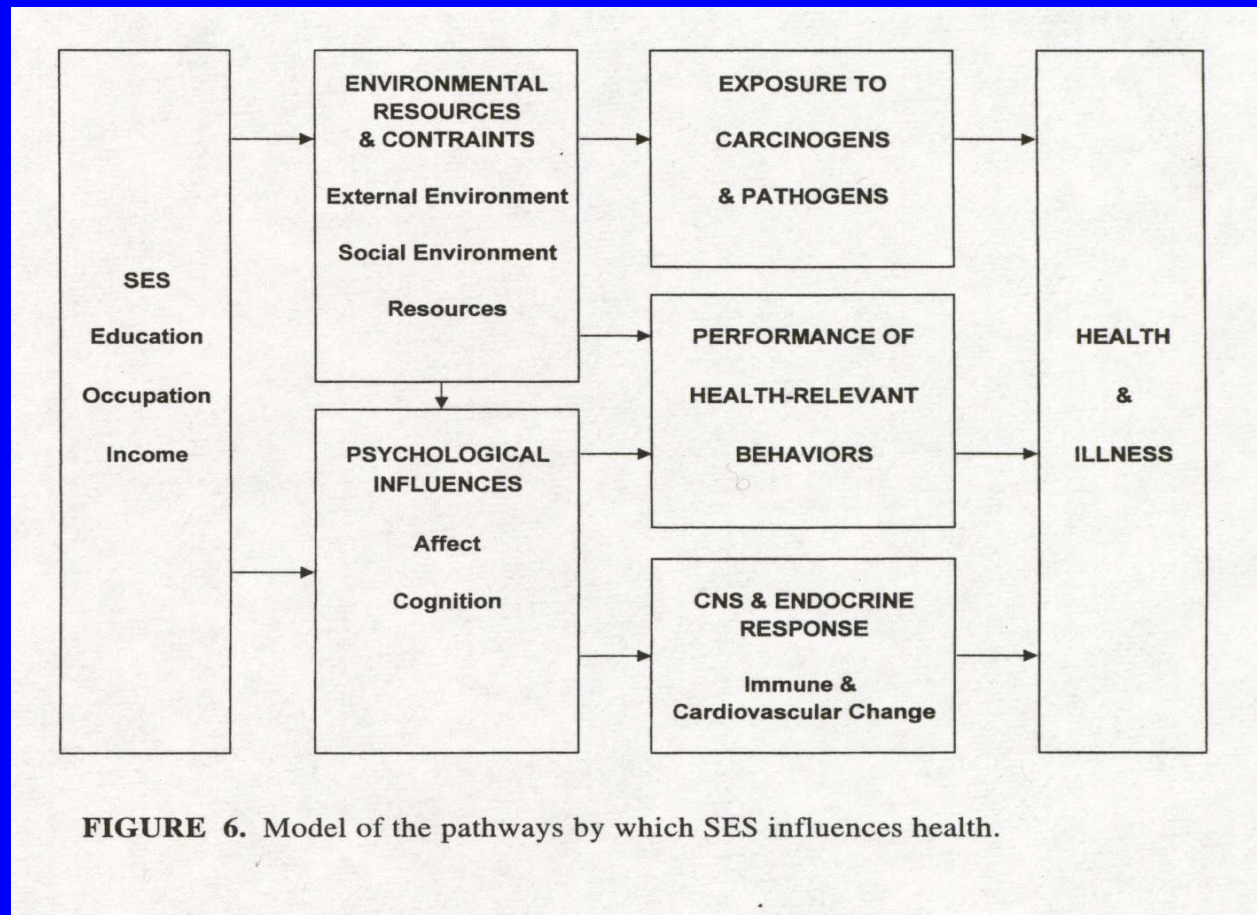 SES
Education
Occupation
Income
ENVIRONMENTAL
RESOURCES
& CONTRAINTS
External Environment
Social Environment
Resources
PSYCHOLOGICAL
INFLUENCES
Affect
Cognition
EXPOSURE TO
CARCINOGENS
& PATHOGENS
PERFORMANCE OF
HEALTH-RELEVANT
BEHAVIORS
CNS & ENDOCRINE
RESPONSE
Immune &
Cardiovascular Change
HEALTH
&
ILLNESS
FIGURE 6. Model of the pathways by which SES influences health.